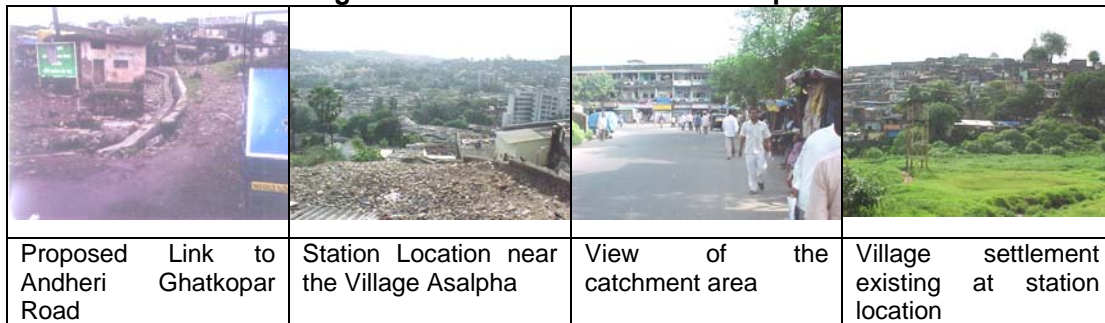 Proposed Link to
Andheri Ghatkopar
Road
Station Location near
the Village Asalpha
View of the
catchment area
Village settlement
existing at station
location